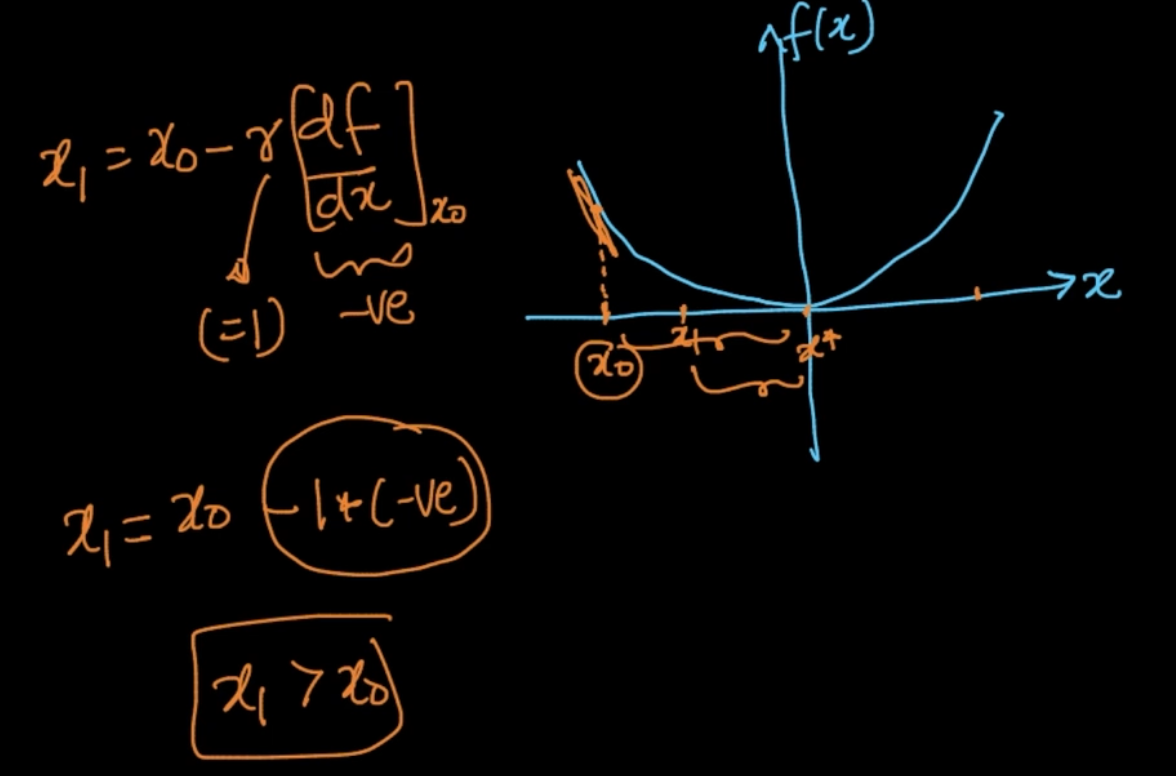 f(x)
x₁ = x₀ - γ [df/dx]ₓ₀
(=1) -ve
x
x₀ x₁ x*
x₁ = x₀ - 1*(-ve)
x₁ > x₀